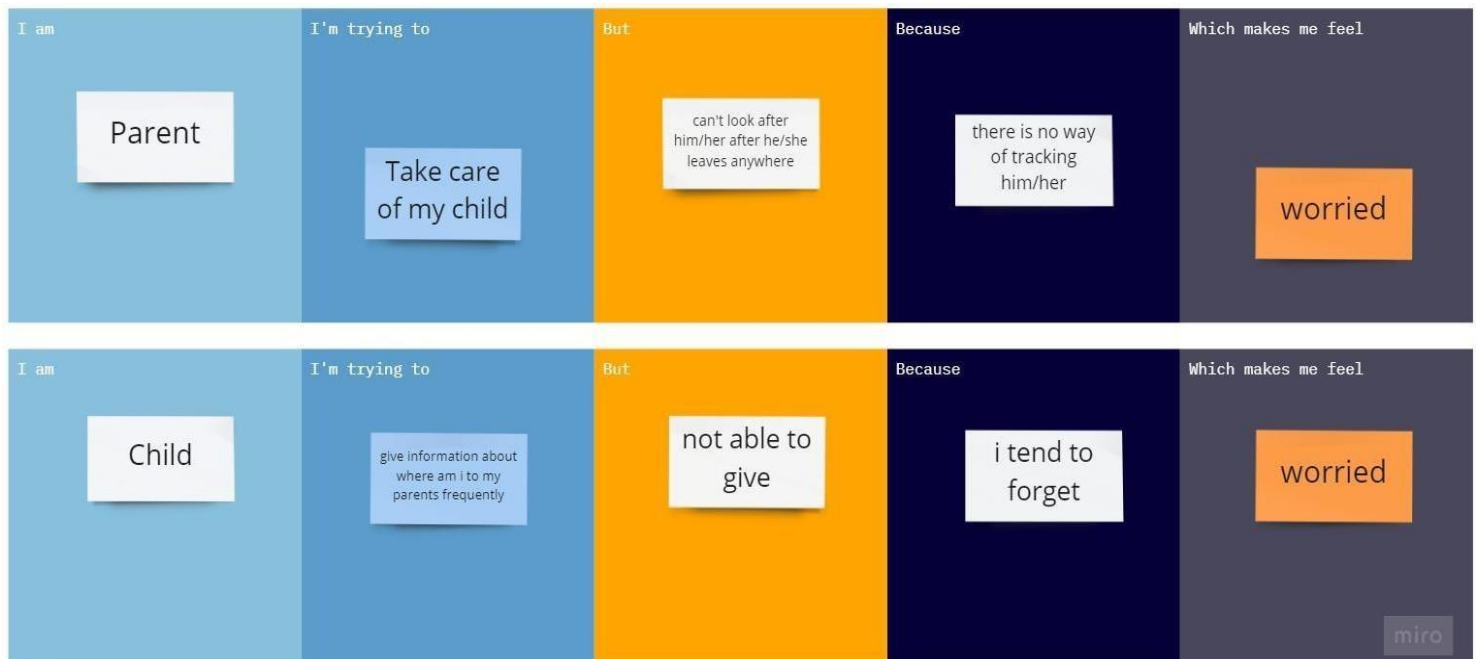 I am
I'm trying to
But
Because
Which makes me feel
Parent
Take care
of my child
can't look after
him/her after he/she
leaves anywhere
there is no way
of tracking
him/her
worried
I am
I'm trying to
But
Because
Which makes me feel
Child
give information about
where am i to my
parents frequently
not able to
give
i tend to
forget
worried
miro